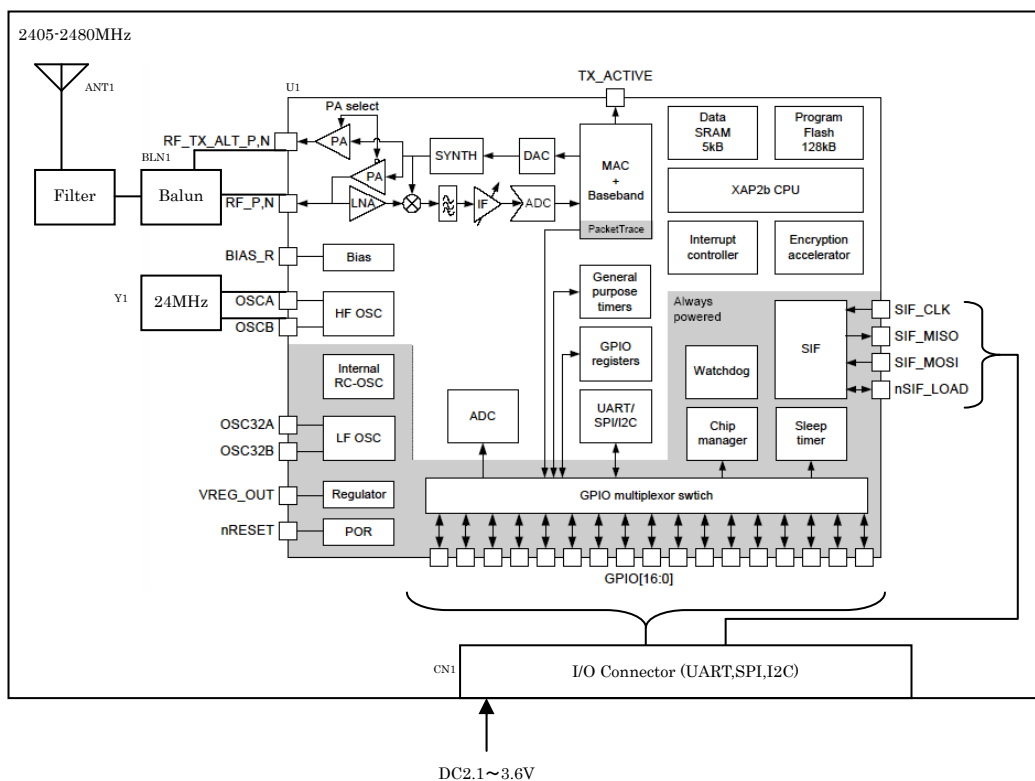 2405-2480MHz
ANT1
U1
TX_ACTIVE
PA select
RF_TX_ALT_P,N
PA
SYNTH
DAC
MAC
+
Baseband
PacketTrace
Data
SRAM
5kB
Program
Flash
128kB
BLN1
Filter
Balun
RF_P,N
PA
LNA
IF
ADC
XAP2b CPU
Interrupt
controller
Encryption
accelerator
BIAS_R
Bias
Y1
24MHz
OSCA
OSCB
HF OSC
General
purpose
timers
Always
powered
SIF
SIF_CLK
SIF_MISO
SIF_MOSI
nSIF_LOAD
GPIO
registers
Watchdog
Internal
RC-OSC
ADC
UART/
SPI/I2C
Chip
manager
Sleep
timer
OSC32A
OSC32B
LF OSC
VREG_OUT
Regulator
GPIO multiplexor swtich
nRESET
POR
GPIO[16:0]
CN1
I/O Connector (UART,SPI,I2C)
DC2.1～3.6V